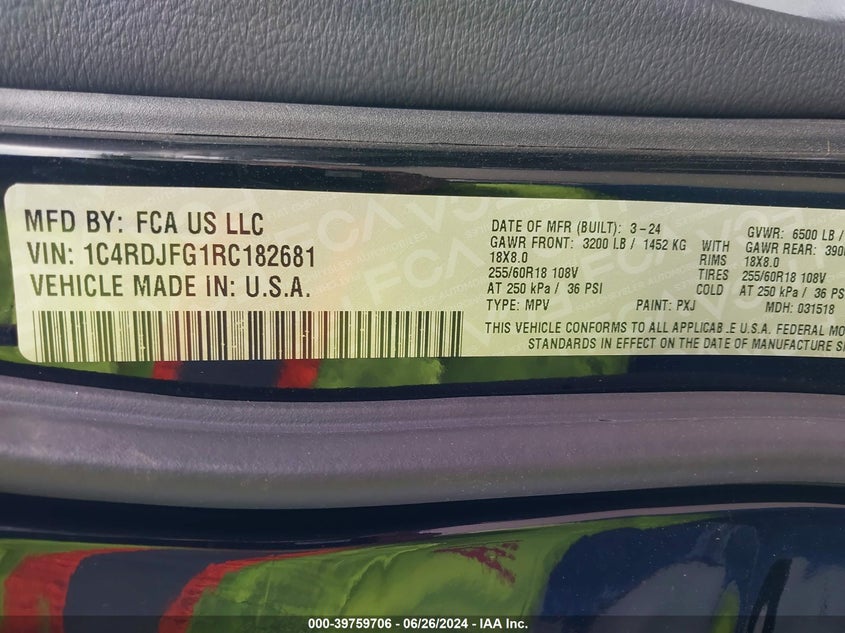 MFD BY: FCA US LLC
VIN: 1C4RDJFG1RC182681
VEHICLE MADE IN: U.S.A.
DATE OF MFR (BUILT): 3-24 GVWR: 6500 LB /
GAWR FRONT: 3200 LB / 1452 KG WITH GAWR REAR:
18X8.0 RIMS 18X8.0
255/60R18 108V TIRES 255/60R18 108V
AT 250 kPa / 36 PSI COLD AT 250 kPa / 36 PSI
TYPE: MPV PAINT: PXJ MDH: 031518
THIS VEHICLE CONFORMS TO ALL APPLICAB.E U.S.A. FEDERAL
STANDARDS IN EFFECT ON THE DATE OF MANUFACTURE
000-39759706 / 06/26/2024 - IAA Inc.